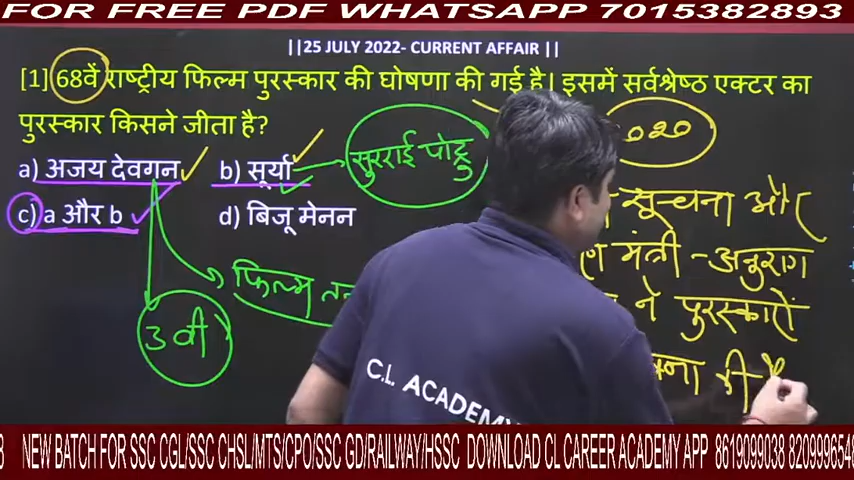 FOR FREE PDF WHATSAPP 7015382893
||25 JULY 2022- CURRENT AFFAIR ||
[1] 68वें राष्ट्रीय फिल्म पुरस्कार की घोषणा की गई है। इसमें सर्वश्रेष्ठ एक्टर का
पुरस्कार किसने जीता है?
a) अजय देवगन b) सूर्या
c) a और b d) बिजू मेनन
सुरराई पोट्रु
सूचना और
मंत्री - अनुराग
ने पुरस्कारों
की
फिल्म
3 वी
C.L. ACADEMY
NEW BATCH FOR SSC CGL/SSC CHSL/MTS/CPO/SSC GD/RAILWAY/HSSC DOWNLOAD CL CAREER ACADEMY APP 8619099038